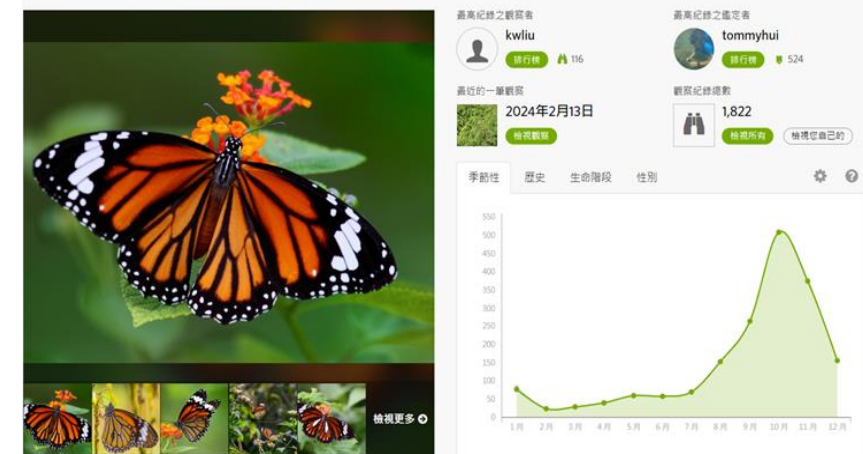 最高紀錄之觀察者
kwliu
排行榜 116
最高紀錄之鑑定者
tommyhui
排行榜 524
最近的一筆觀察
2024年2月13日
檢視觀察
觀察紀錄總數
1,822
檢視所有 檢視您自己的
季節性 歷史 生命階段 性別
550
500
450
400
350
300
250
200
150
100
50
0
1月 2月 3月 4月 5月 6月 7月 8月 9月 10月 11月 12月
檢視更多